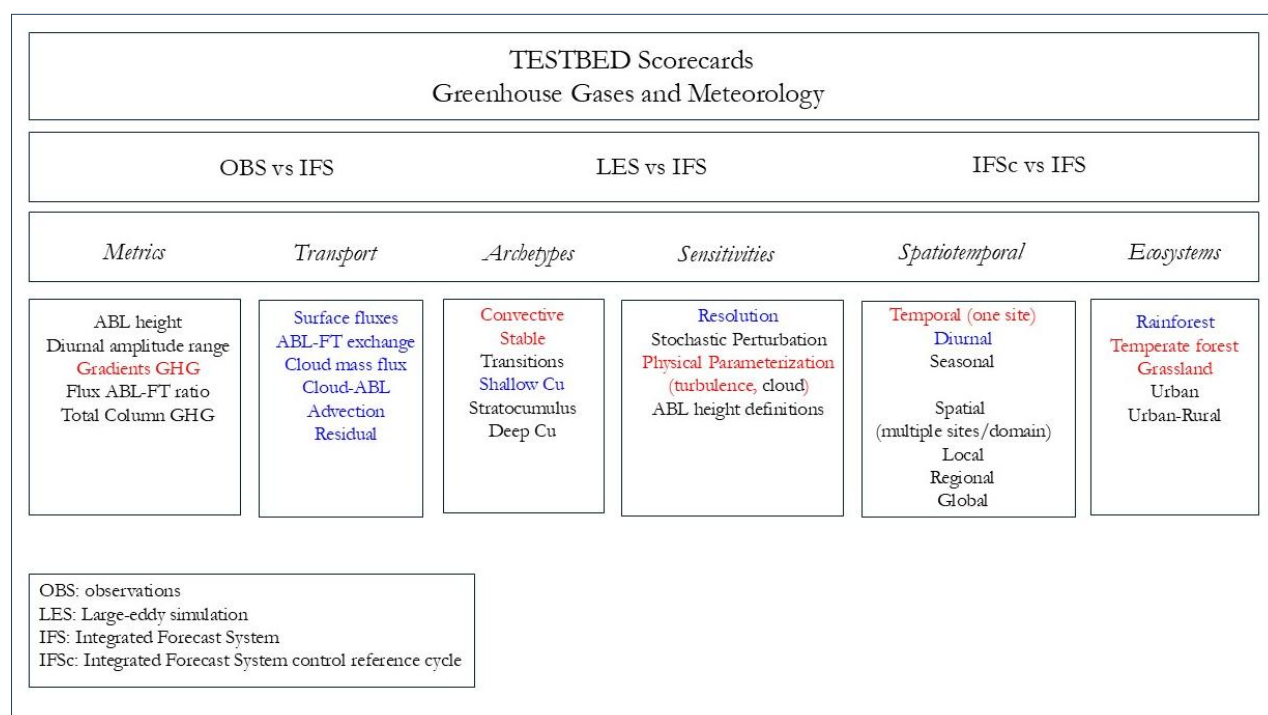 TESTBED Scorecards
Greenhouse Gases and Meteorology
OBS vs IFS
LES vs IFS
IFSc vs IFS
Metrics
Transport
Archetypes
Sensitivities
Spatiotemporal
Ecosystems
ABL height
Diurnal amplitude range
Gradients GHG
Flux ABL-FT ratio
Total Column GHG
Surface fluxes
ABL-FT exchange
Cloud mass flux
Cloud-ABL
Advection
Residual
Convective
Stable
Transitions
Shallow Cu
Stratocumulus
Deep Cu
Resolution
Stochastic Perturbation
Physical Parameterization
(turbulence, cloud)
ABL height definitions
Temporal (one site)
Diurnal
Seasonal
Spatial
(multiple sites/domain)
Local
Regional
Global
Rainforest
Temperate forest
Grassland
Urban
Urban-Rural
OBS: observations
LES: Large-eddy simulation
IFS: Integrated Forecast System
IFSc: Integrated Forecast System control reference cycle